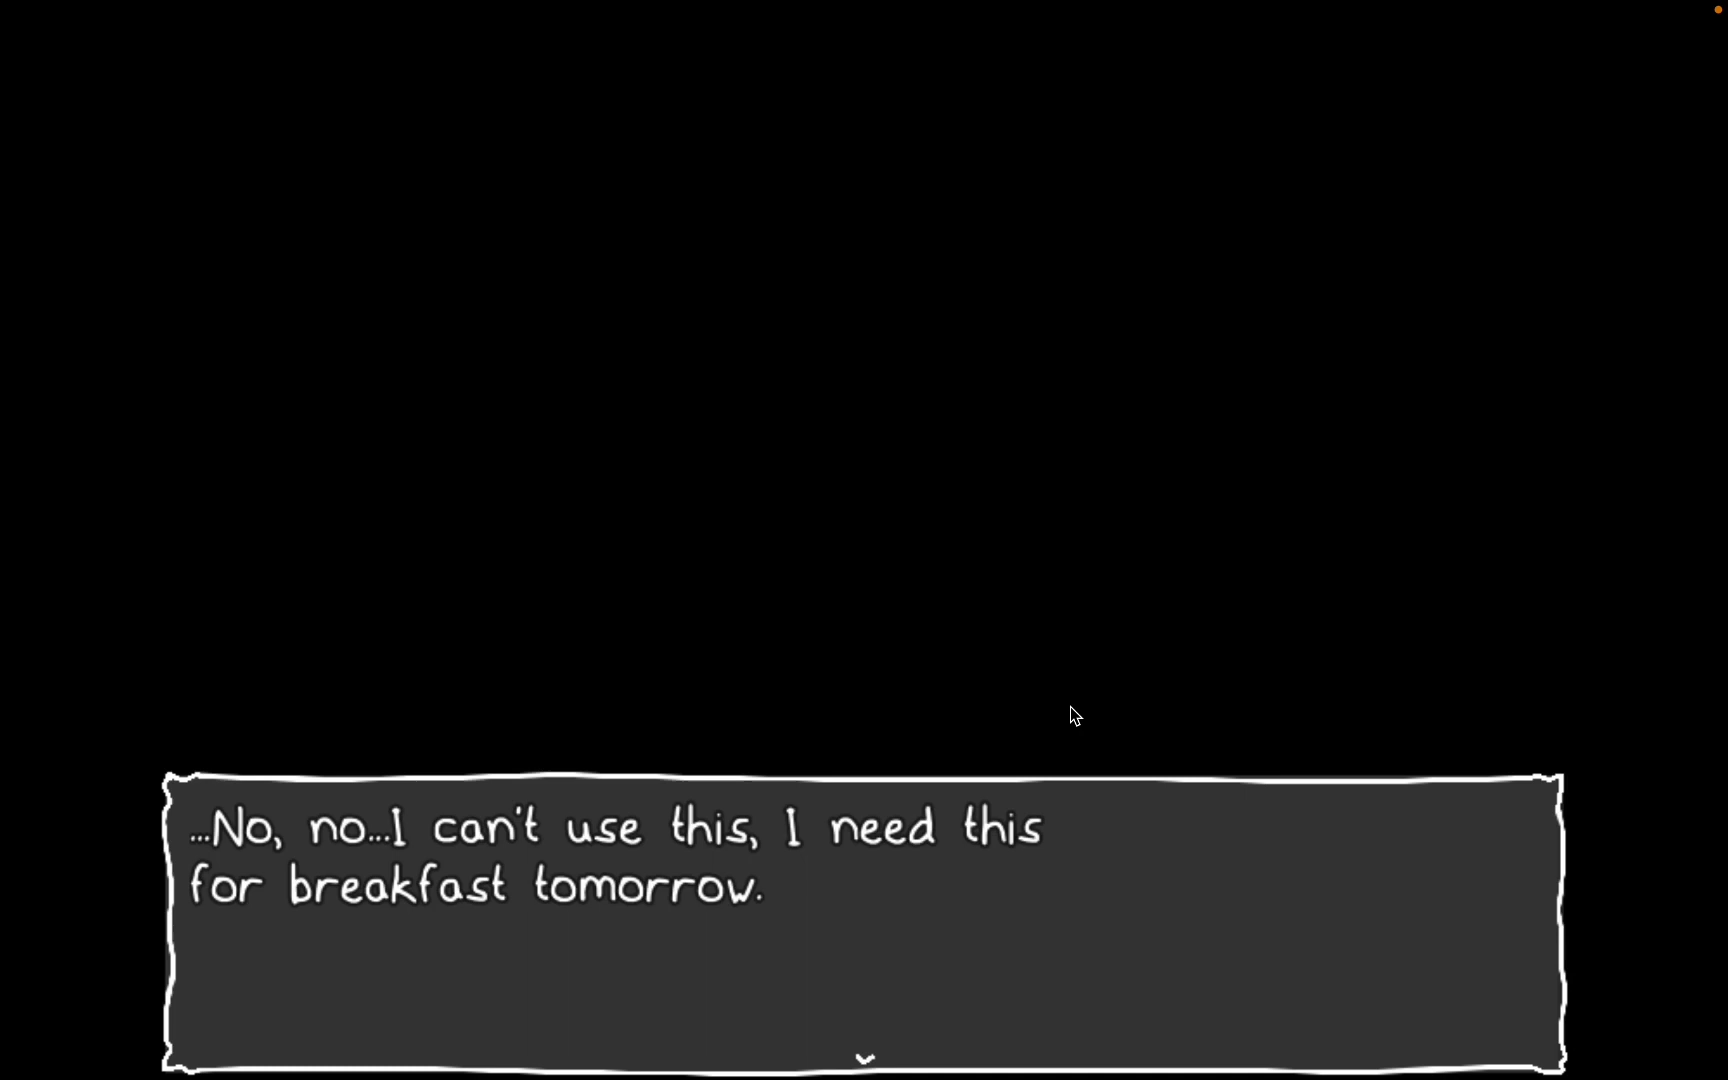 ...No, no...I can't use this, I need this
for breakfast tomorrow.